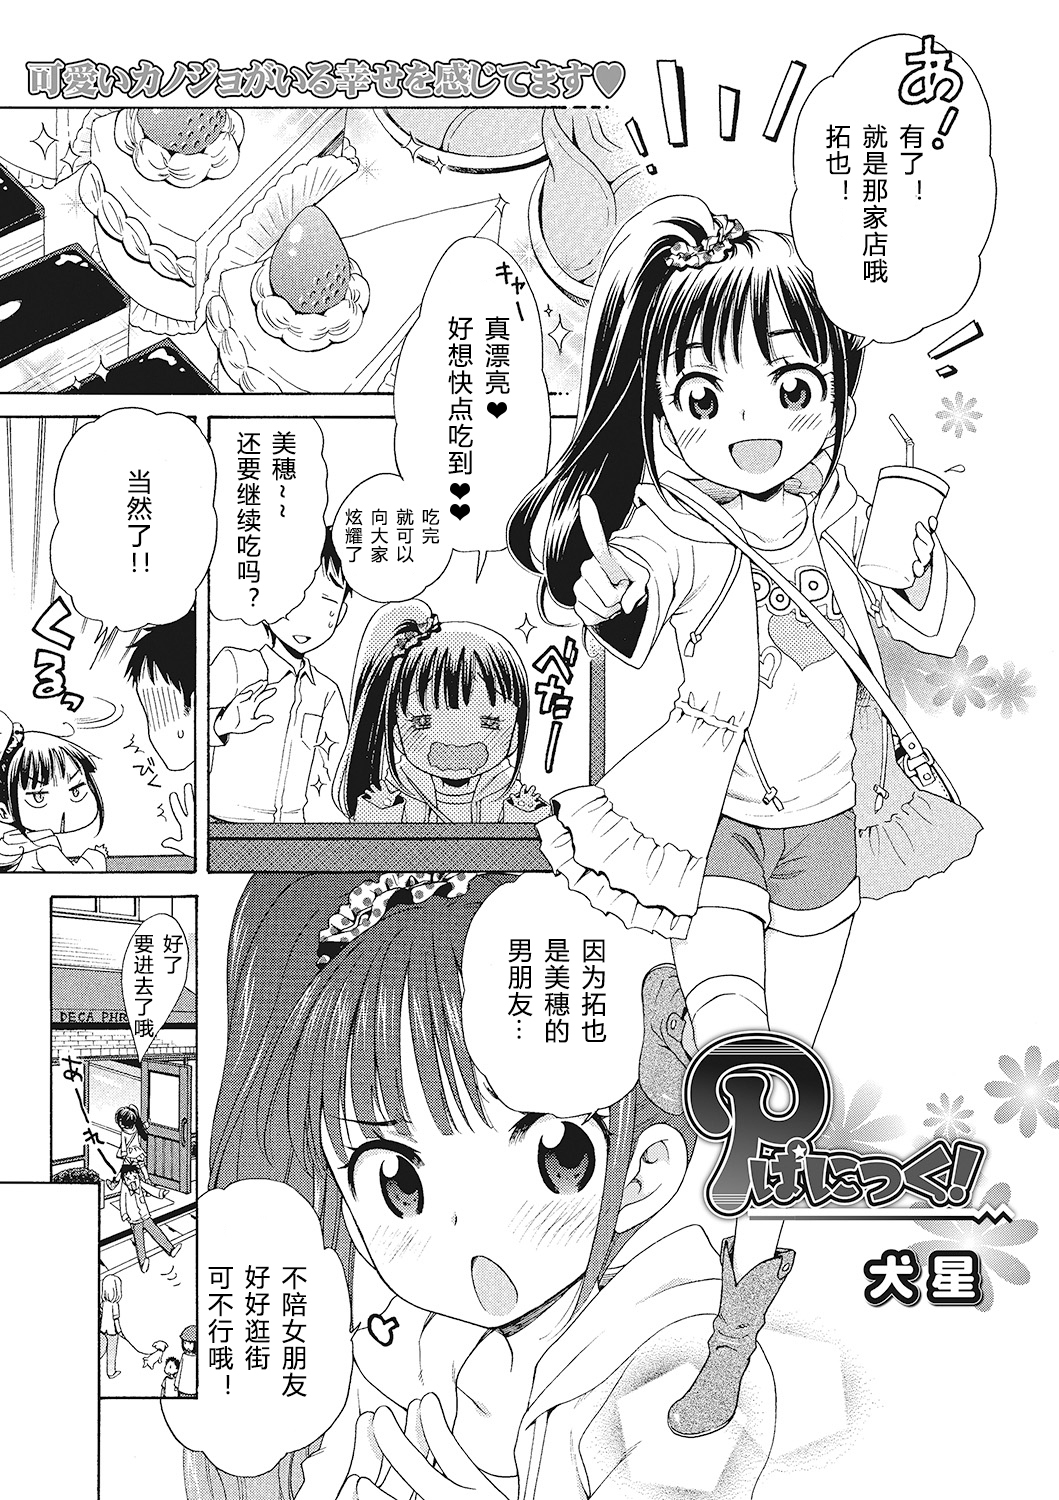 可愛いカノジョがいる幸せを感じてます♥
あ！
有了！
就是那家店哦
拓也！
キャー
真漂亮♥
好想快点吃到♥♥
吃完
就可以
向大家
炫耀了
べたーー
美穗~~
还要继续吃吗？
当然了!!
くるっ
びくっ
因为拓也
是美穗的
男朋友…
好了
要进去了哦
DECA PHR
あ
れ
不陪女朋友
好好逛街
可不行哦！
POP
Pぱにっく！
犬星